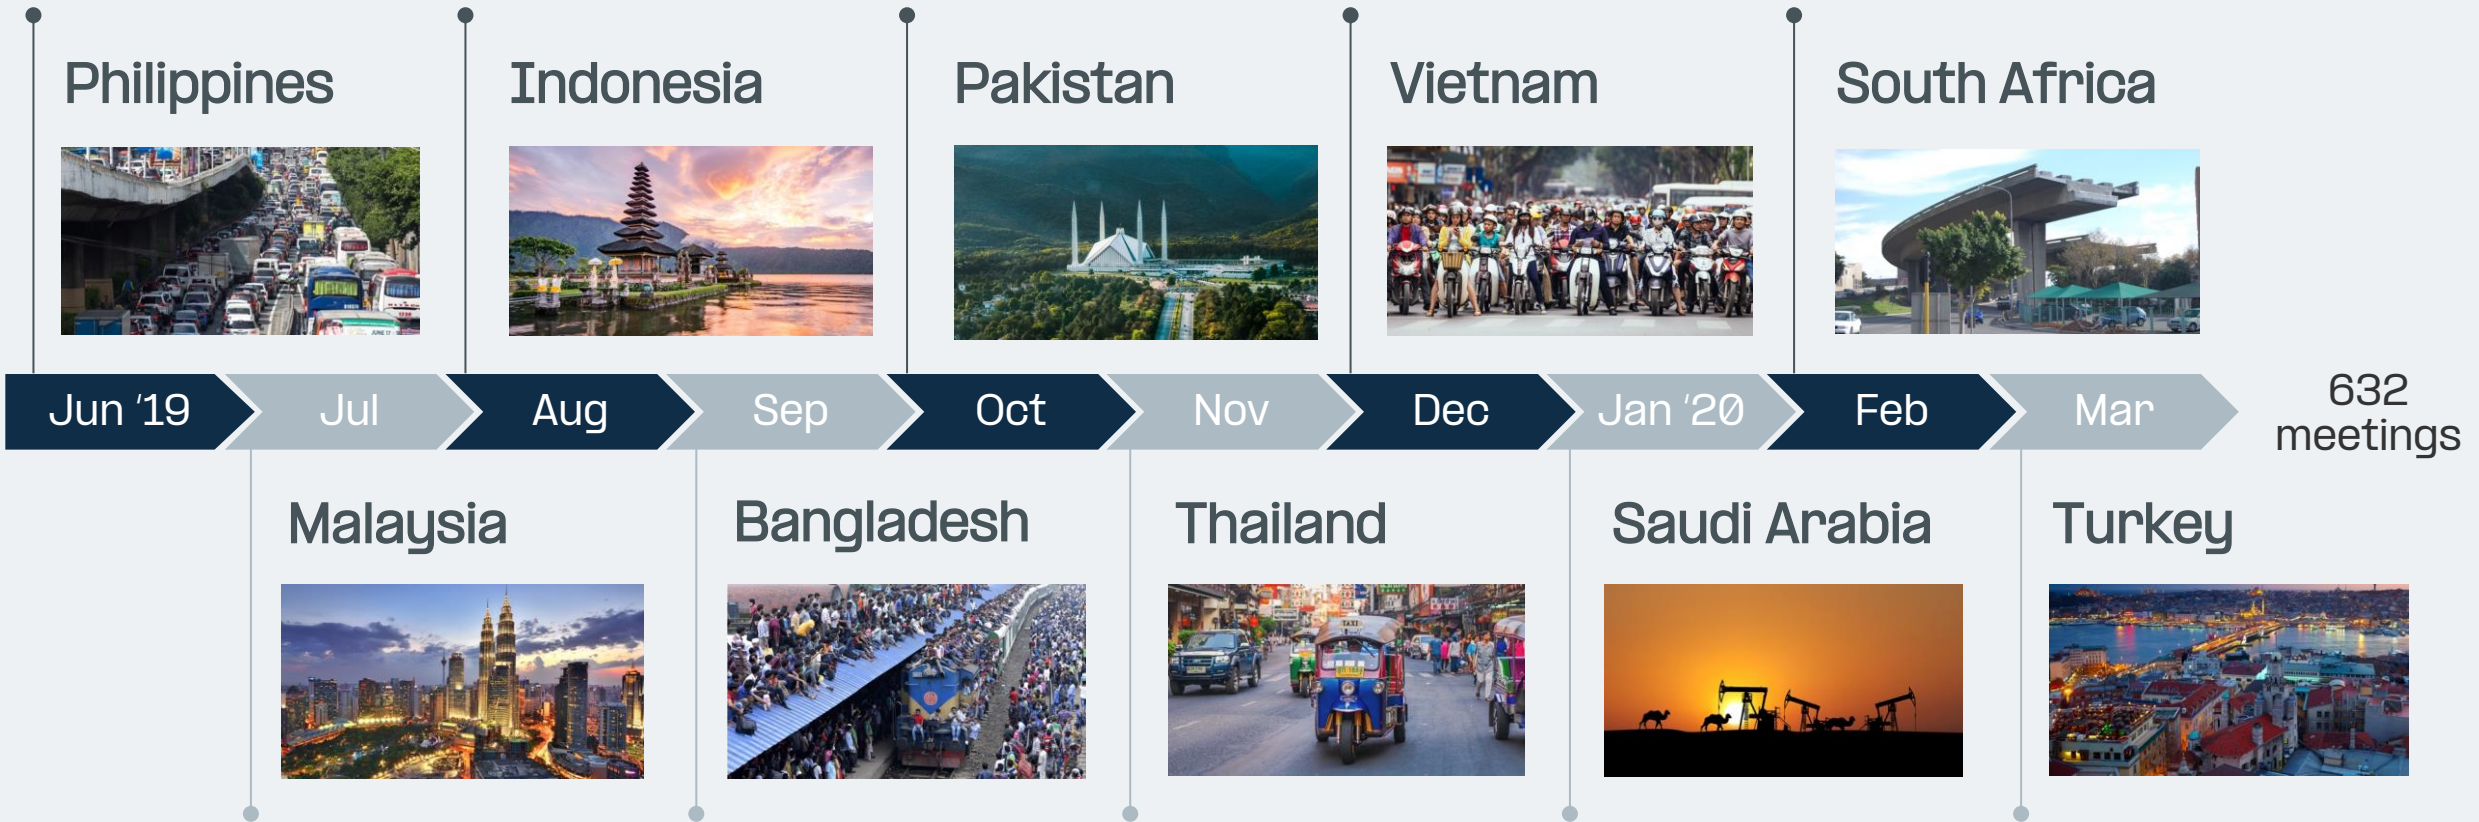 Philippines
Indonesia
Pakistan
Vietnam
South Africa
Jun ‘19
Jul
Aug
Sep
Oct
Nov
Dec
Jan ‘20
Feb
Mar
632
meetings
Malaysia
Bangladesh
Thailand
Saudi Arabia
Turkey
TAXI